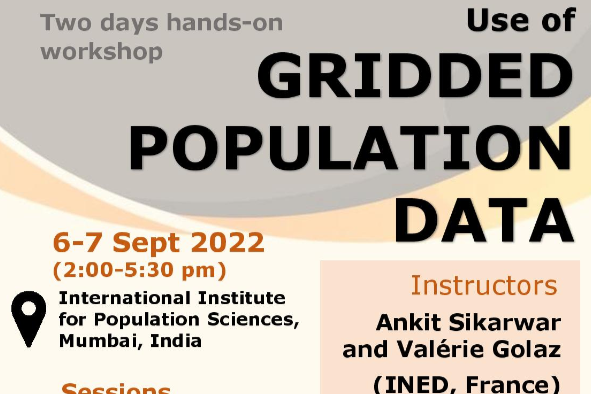 Two days hands-on
workshop
Use of
GRIDDED
POPULATION
DATA
6-7 Sept 2022
(2:00-5:30 pm)
International Institute
for Population Sciences,
Mumbai, India
Sessions
Instructors
Ankit Sikarwar
and Valérie Golaz
(INED, France)